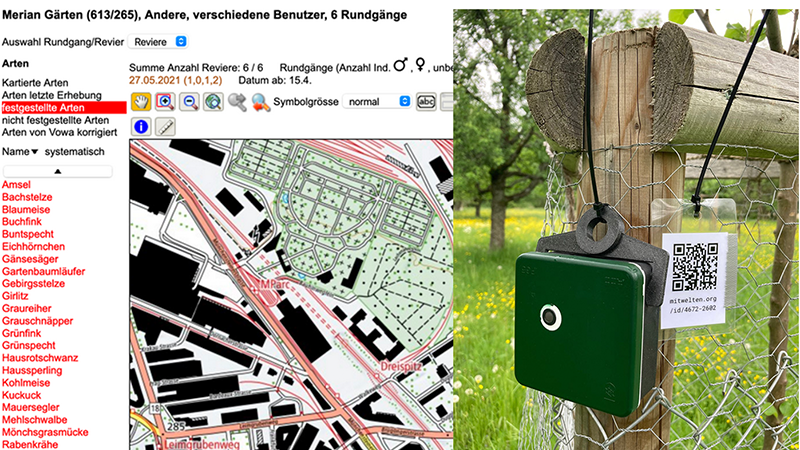 Merian Gärten (613/265), Andere, verschiedene Benutzer, 6 Rundgänge
Auswahl Rundgang/Revier Reviere
Arten
Kartierte Arten
Arten letzte Erhebung
festgestellte Arten
nicht festgestellte Arten
Arten von Vowa korrigiert
Name systematisch
Amsel
Bachstelze
Blaumeise
Buchfink
Buntspecht
Eichhörnchen
Gänsesäger
Gartenbaumläufer
Gebirgsstelze
Girlitz
Graureiher
Grauschnäpper
Grünfink
Grünspecht
Hausrotschwanz
Haussperling
Kohlmeise
Kuckuck
Mauersegler
Mehlschwalbe
Mönchsgrasmücke
Rabenkrähe
Summe Anzahl Reviere: 6 / 6 Rundgänge (Anzahl Ind. ♂, ♀, unbe
27.05.2021 (1,0,1,2) Datum ab: 15.4.
Symbolgrösse normal abc
MParc
Dreispitz
18
285
Leimgrubenweg
mitwelten.org
/id/4672-2602